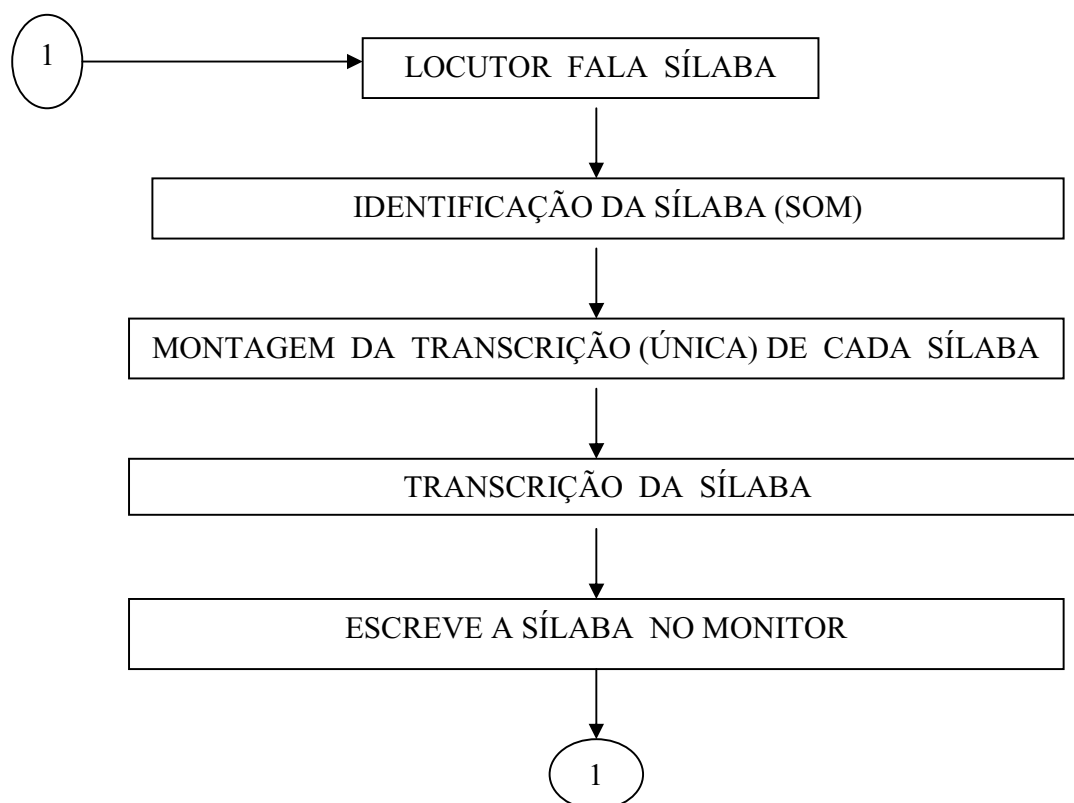 1
LOCUTOR FALA SÍLABA
IDENTIFICAÇÃO DA SÍLABA (SOM)
MONTAGEM DA TRANSCRIÇÃO (ÚNICA) DE CADA SÍLABA
TRANSCRIÇÃO DA SÍLABA
ESCREVE A SÍLABA NO MONITOR
1